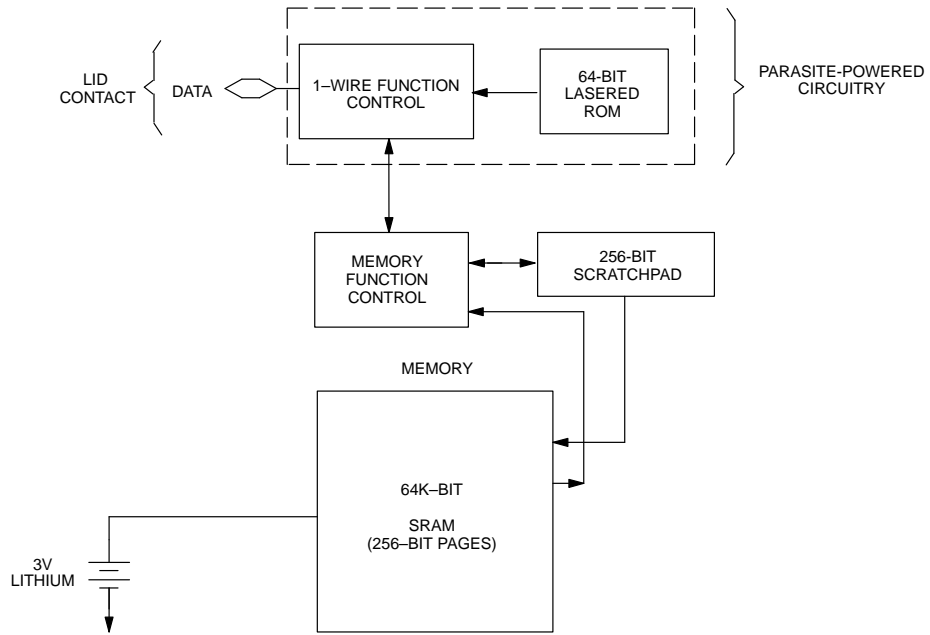 LID
CONTACT
DATA
1–WIRE FUNCTION
CONTROL
64-BIT
LASERED
ROM
PARASITE-POWERED
CIRCUITRY
MEMORY
FUNCTION
CONTROL
256-BIT
SCRATCHPAD
MEMORY
64K–BIT
SRAM
(256–BIT PAGES)
3V
LITHIUM